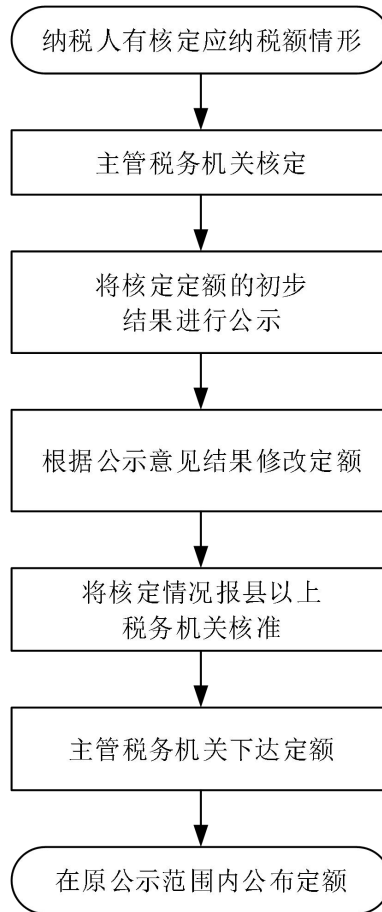 纳税人有核定应纳税额情形
主管税务机关核定
将核定定额的初步
结果进行公示
根据公示意见结果修改定额
将核定情况报县以上
税务机关核准
主管税务机关下达定额
在原公示范围内公布定额